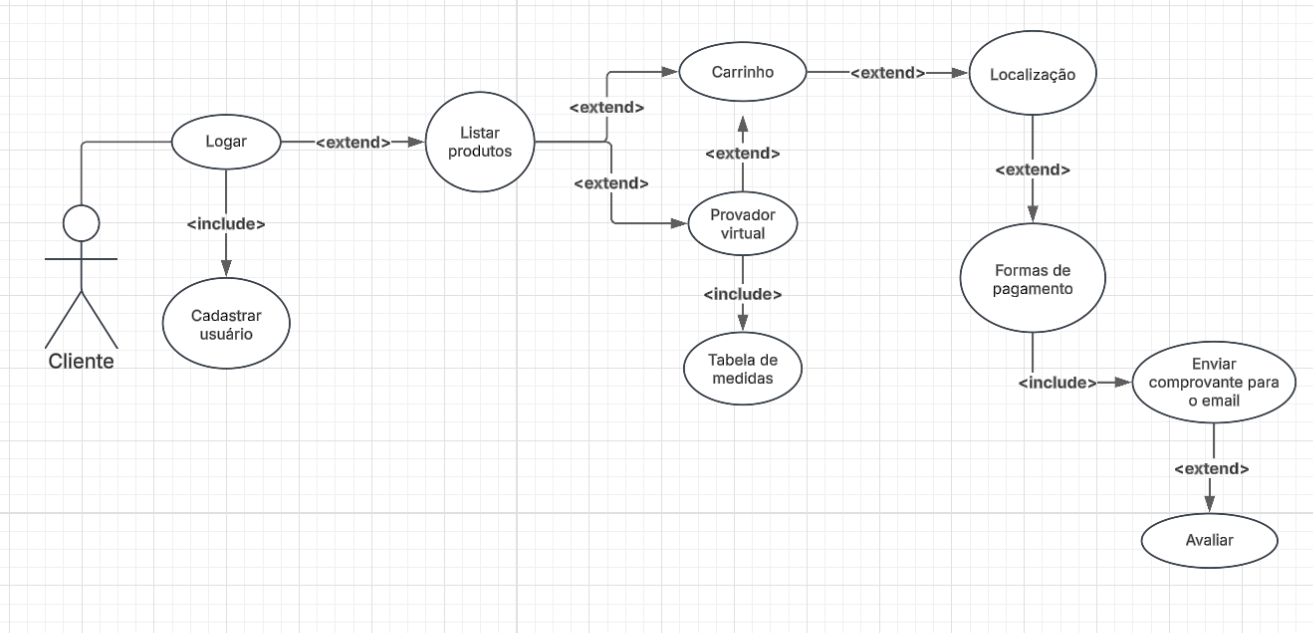 Carrinho
<extend>
Localização
<extend>
Logar
<extend>
Listar
produtos
<extend>
<extend>
<extend>
<include>
Provador
virtual
Formas de
pagamento
<include>
Cadastrar
usuário
Cliente
Tabela de
medidas
<include>
Enviar
comprovante para
o email
<extend>
Avaliar